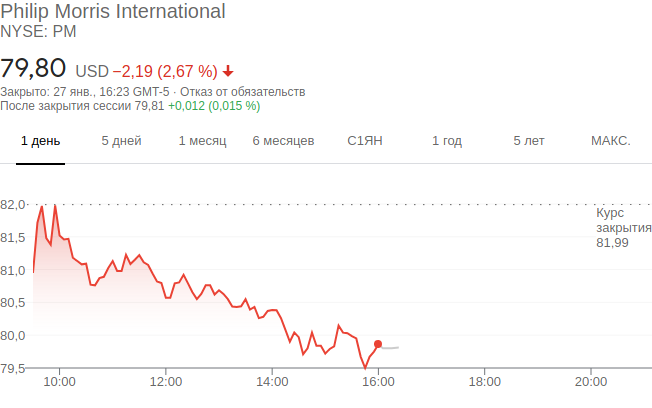 Philip Morris International
NYSE: PM
79,80 USD −2,19 (2,67 %)
Закрыто: 27 янв., 16:23 GMT-5 · Отказ от обязательств
После закрытия сессии 79,81 +0,012 (0,015 %)
1 день 5 дней 1 месяц 6 месяцев С1ЯН 1 год 5 лет МАКС.
82,0
Курс
закрытия
81,99
81,5
81,0
80,5
80,0
79,5
10:00 12:00 14:00 16:00 18:00 20:00